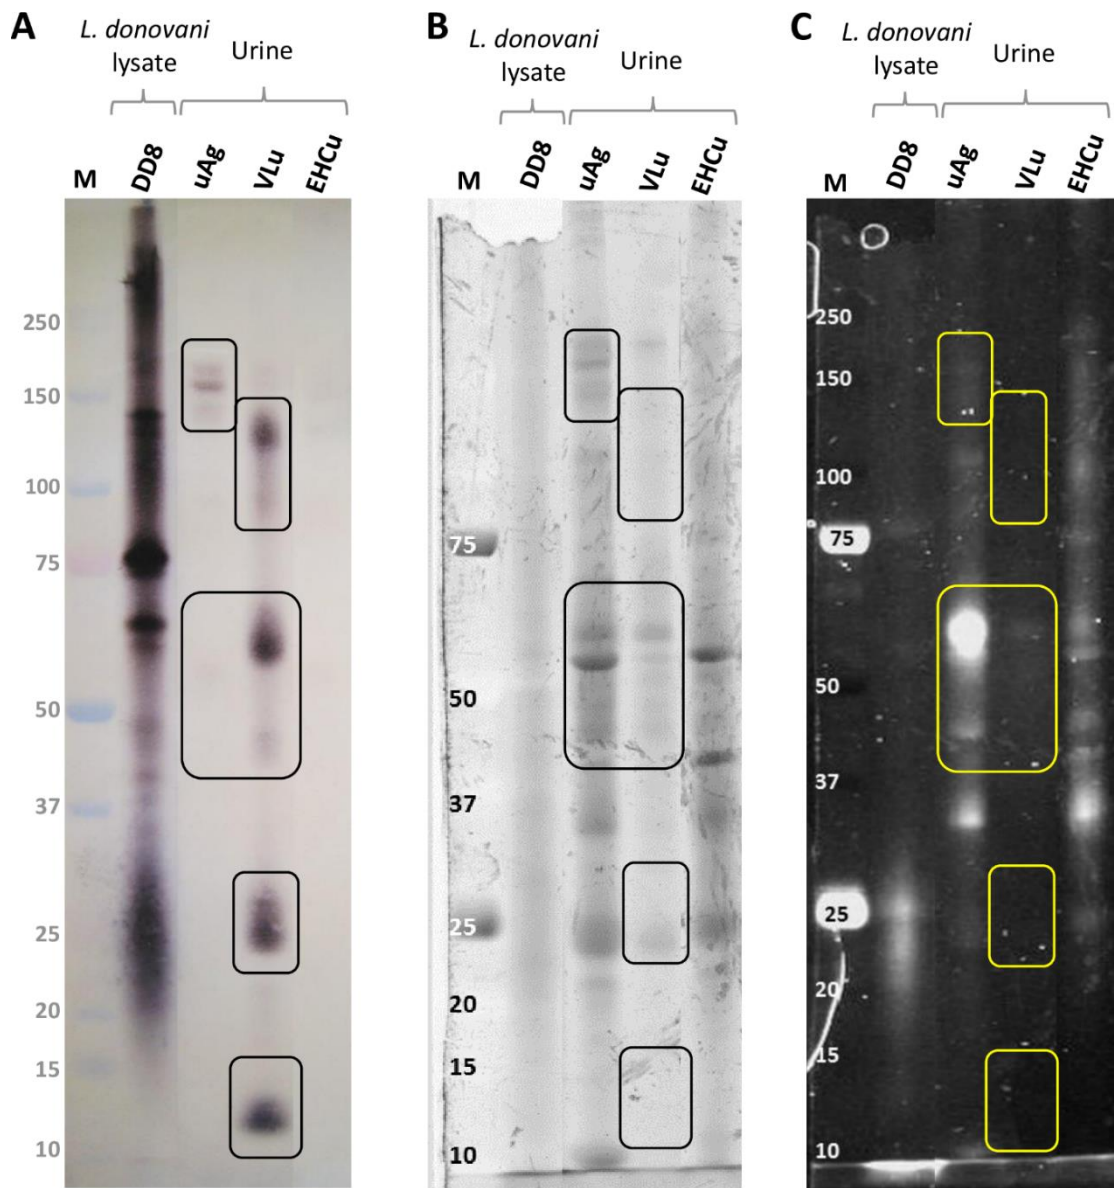 A
L. donovani
lysate
Urine
M
DD8
uAg
VLu
EHCu
250
150
100
75
50
37
25
20
15
10
B
L. donovani
lysate
Urine
M
DD8
uAg
VLu
EHCu
75
50
37
25
20
15
10
C
L. donovani
lysate
Urine
M
DD8
uAg
VLu
EHCu
250
150
100
75
50
37
25
20
15
10